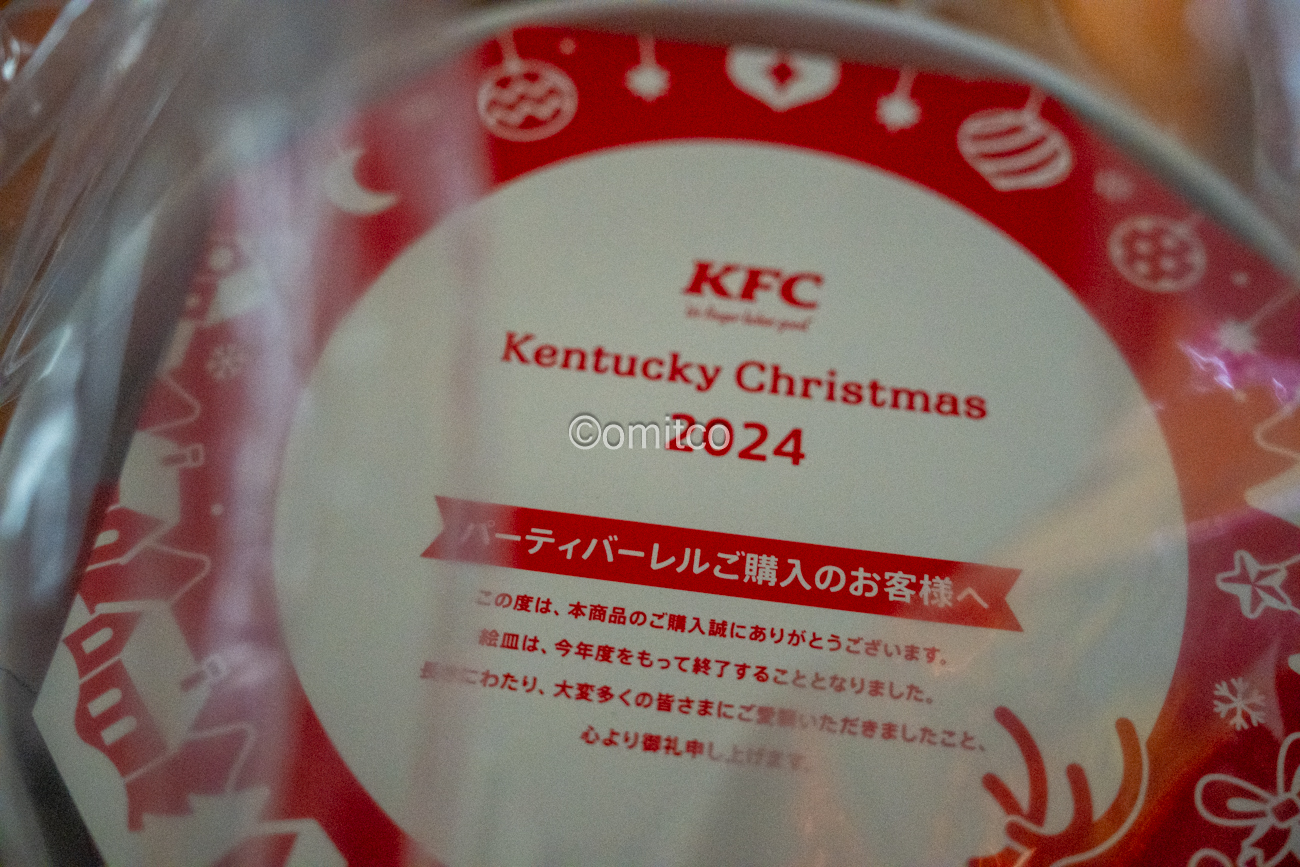 KFC
Kentucky Christmas
2024
©omitco
パーティバーレルご購入のお客様へ
この度は、本商品のご購入誠にありがとうございます。
絵皿は、今年度をもって終了することとなりました。
長年にわたり、大変多くの皆さまにご愛顧いただきましたこと、
心より御礼申し上げます。